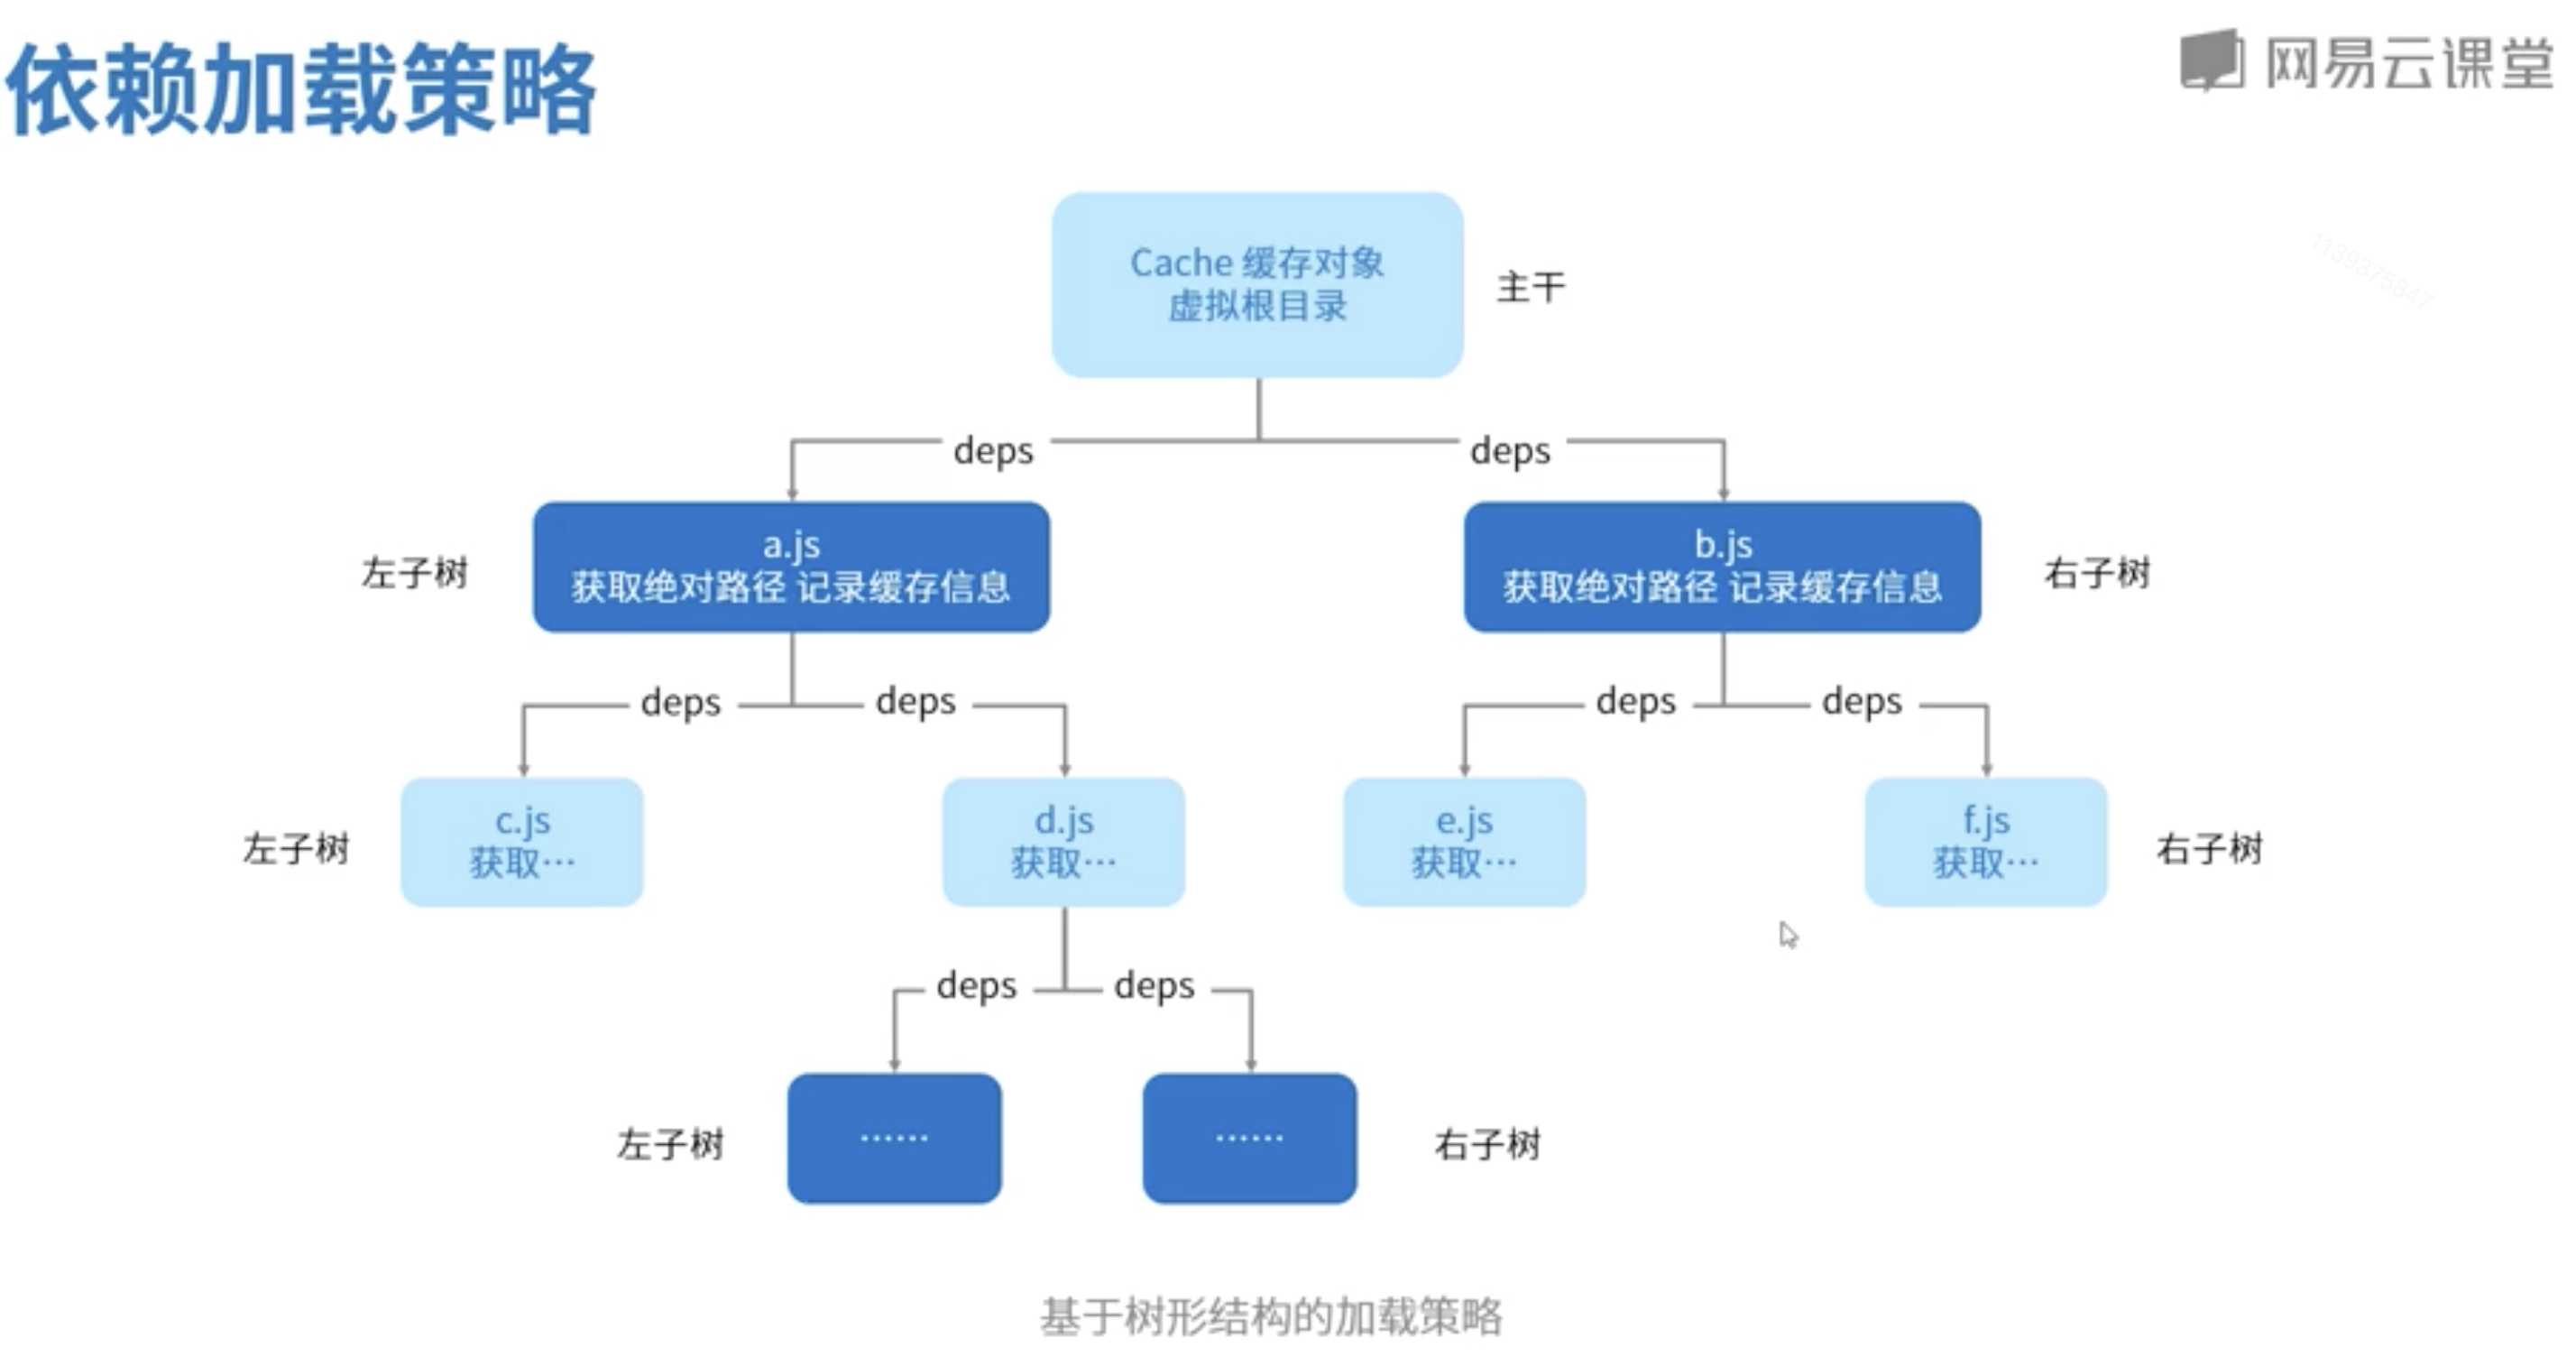 依赖加载策略
网易云课堂
1139375847
Cache 缓存对象
虚拟根目录
主干
deps
deps
左子树
a.js
获取绝对路径 记录缓存信息
b.js
获取绝对路径 记录缓存信息
右子树
deps
deps
deps
deps
左子树
c.js
获取…
d.js
获取…
e.js
获取…
f.js
获取…
右子树
deps
deps
左子树
……
……
右子树
基于树形结构的加载策略